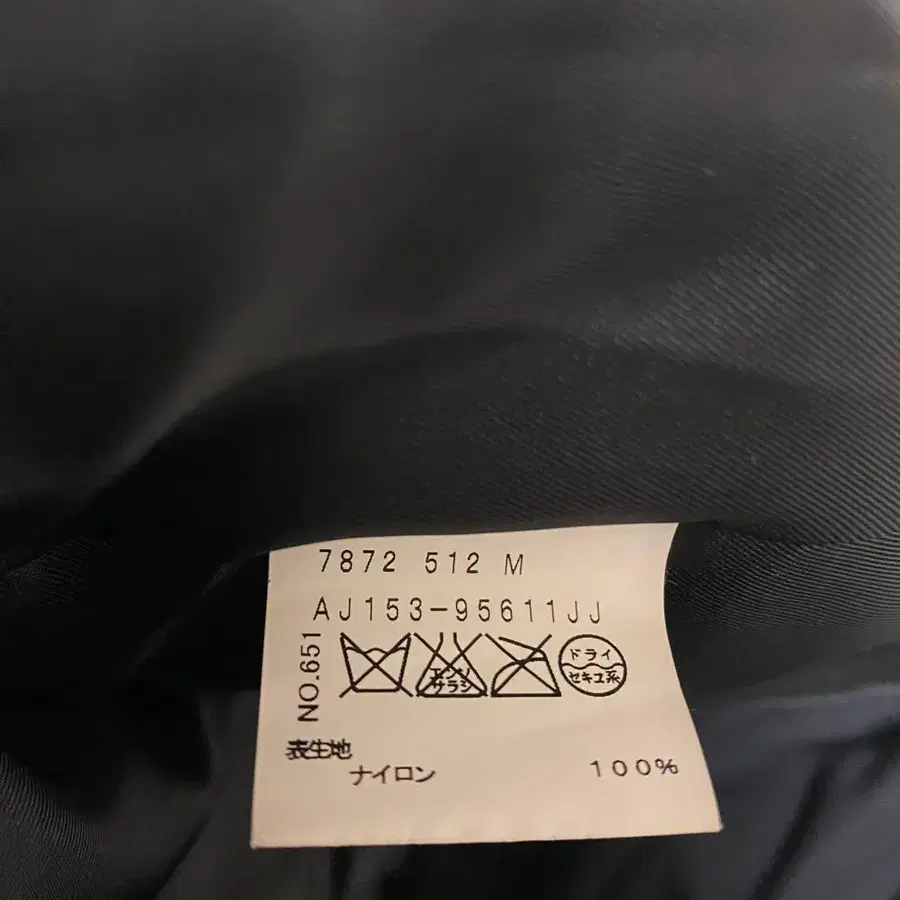 7872 512 M
AJ153-95611JJ
NO.651
エンソ
サラシ
ドライ
セキユ系
表生地
ナイロン 100%